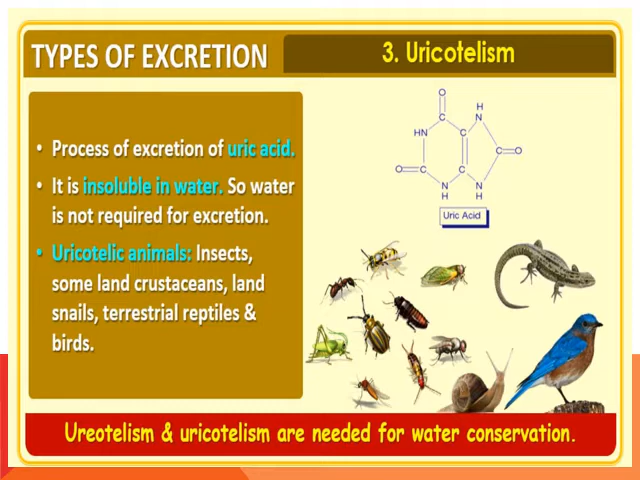 TYPES OF EXCRETION
3. Uricotelism
• Process of excretion of uric acid.
• It is insoluble in water. So water
is not required for excretion.
• Uricotelic animals: Insects,
some land crustaceans, land
snails, terrestrial reptiles &
birds.
O
H
C
N
HN
C
C
O
O
C
C
N
N
H
H
Uric Acid
Ureotelism & uricotelism are needed for water conservation.